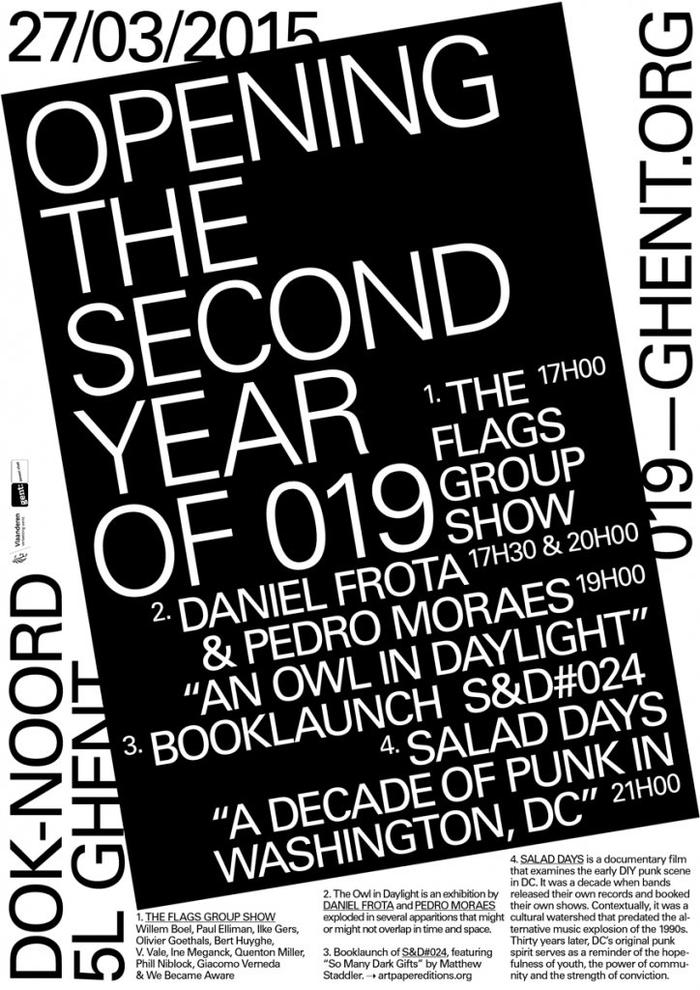 27/03/2015
OPENING
THE
SECOND
YEAR
OF 019
1. THE 17H00
FLAGS
GROUP
SHOW
17H30 & 20H00
2. DANIEL FROTA
& PEDRO MORAES 19H00
“AN OWL IN DAYLIGHT”
3. BOOKLAUNCH S&D#024
4. SALAD DAYS
“A DECADE OF PUNK IN
WASHINGTON, DC” 21H00
019—GHENT.ORG
gent:
Vlaanderen
DOK-NOORD
5L GHENT
1. THE FLAGS GROUP SHOW
Willem Boel, Paul Elliman, Ilke Gers,
Olivier Goethals, Bert Huyghe,
V. Vale, Ine Meganck, Quenton Miller,
Phill Niblock, Giacomo Verneda
& We Became Aware
2. The Owl in Daylight is an exhibition by
DANIEL FROTA and PEDRO MORAES
exploded in several apparitions that might
or might not overlap in time and space.
3. Booklaunch of S&D#024, featuring
“So Many Dark Gifts” by Matthew
Staddler. → artpapereditions.org
4. SALAD DAYS is a documentary film
that examines the early DIY punk scene
in DC. It was a decade when bands
released their own records and booked
their own shows. Contextually, it was a
cultural watershed that predated the al-
ternative music explosion of the 1990s.
Thirty years later, DC’s original punk
spirit serves as a reminder of the hope-
fulness of youth, the power of commu-
nity and the strength of conviction.